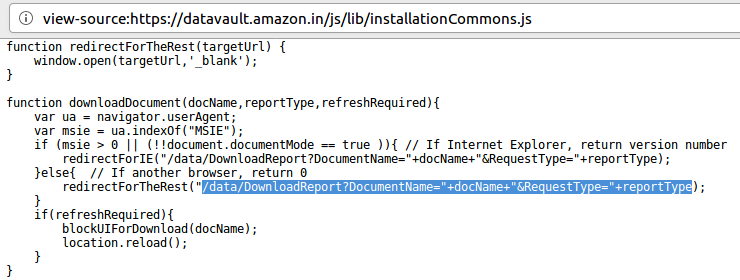 view-source:https://datavault.amazon.in/js/lib/installationCommons.js
function redirectForTheRest(targetUrl) {
    window.open(targetUrl,'_blank');
}

function downloadDocument(docName,reportType,refreshRequired){
    var ua = navigator.userAgent;
    var msie = ua.indexOf("MSIE");
    if (msie > 0 || (!!document.documentMode == true )){ // If Internet Explorer, return version number
        redirectForIE("/data/DownloadReport?DocumentName="+docName+"&RequestType="+reportType);
    }else{  // If another browser, return 0
        redirectForTheRest("/data/DownloadReport?DocumentName="+docName+"&RequestType="+reportType);
    }
    if(refreshRequired){
        blockUIForDownload(docName);
        location.reload();
    }
}